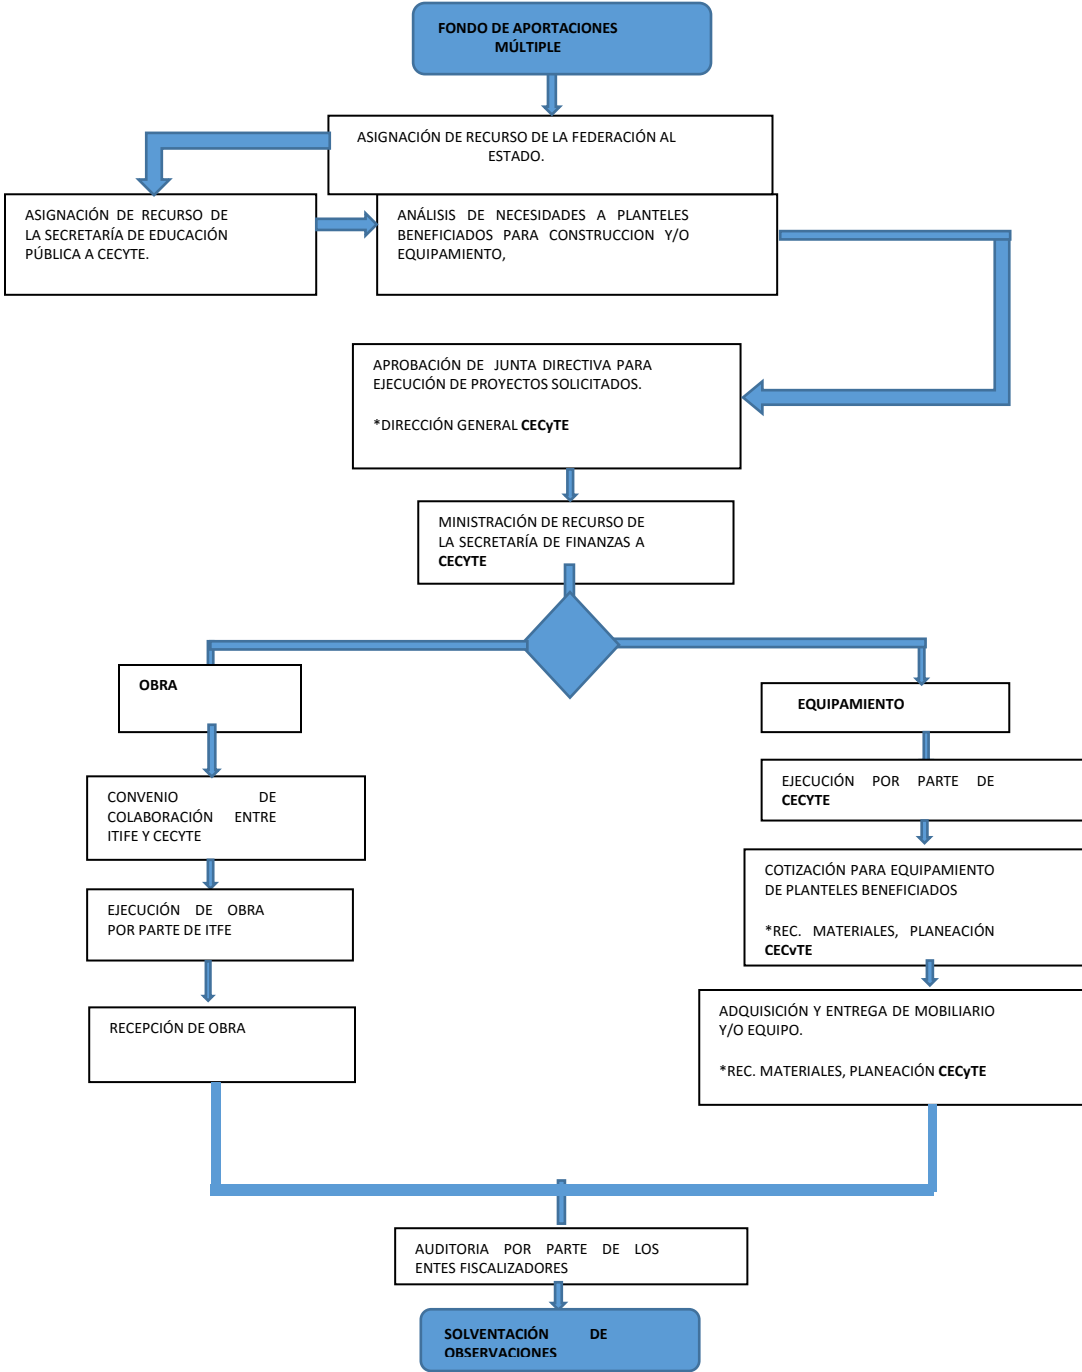 FONDO DE APORTACIONES
MÚLTIPLE
ASIGNACIÓN DE RECURSO DE LA FEDERACIÓN AL
ESTADO.
ASIGNACIÓN DE RECURSO DE
LA SECRETARÍA DE EDUCACIÓN
PÚBLICA A CECYTE.
ANÁLISIS DE NECESIDADES A PLANTELES
BENEFICIADOS PARA CONSTRUCCION Y/O
EQUIPAMIENTO,
APROBACIÓN DE JUNTA DIRECTIVA PARA
EJECUCIÓN DE PROYECTOS SOLICITADOS.
*DIRECCIÓN GENERAL CECyTE
MINISTRACIÓN DE RECURSO DE
LA SECRETARÍA DE FINANZAS A
CECYTE
OBRA
CONVENIO DE
COLABORACIÓN ENTRE
ITIFE Y CECYTE
EJECUCIÓN DE OBRA
POR PARTE DE ITFE
RECEPCIÓN DE OBRA
EQUIPAMIENTO
EJECUCIÓN POR PARTE DE
CECYTE
COTIZACIÓN PARA EQUIPAMIENTO
DE PLANTELES BENEFICIADOS
*REC. MATERIALES, PLANEACIÓN
CECyTE
ADQUISICIÓN Y ENTREGA DE MOBILIARIO
Y/O EQUIPO.
*REC. MATERIALES, PLANEACIÓN CECyTE
AUDITORIA POR PARTE DE LOS
ENTES FISCALIZADORES
SOLVENTACIÓN DE
OBSERVACIONES